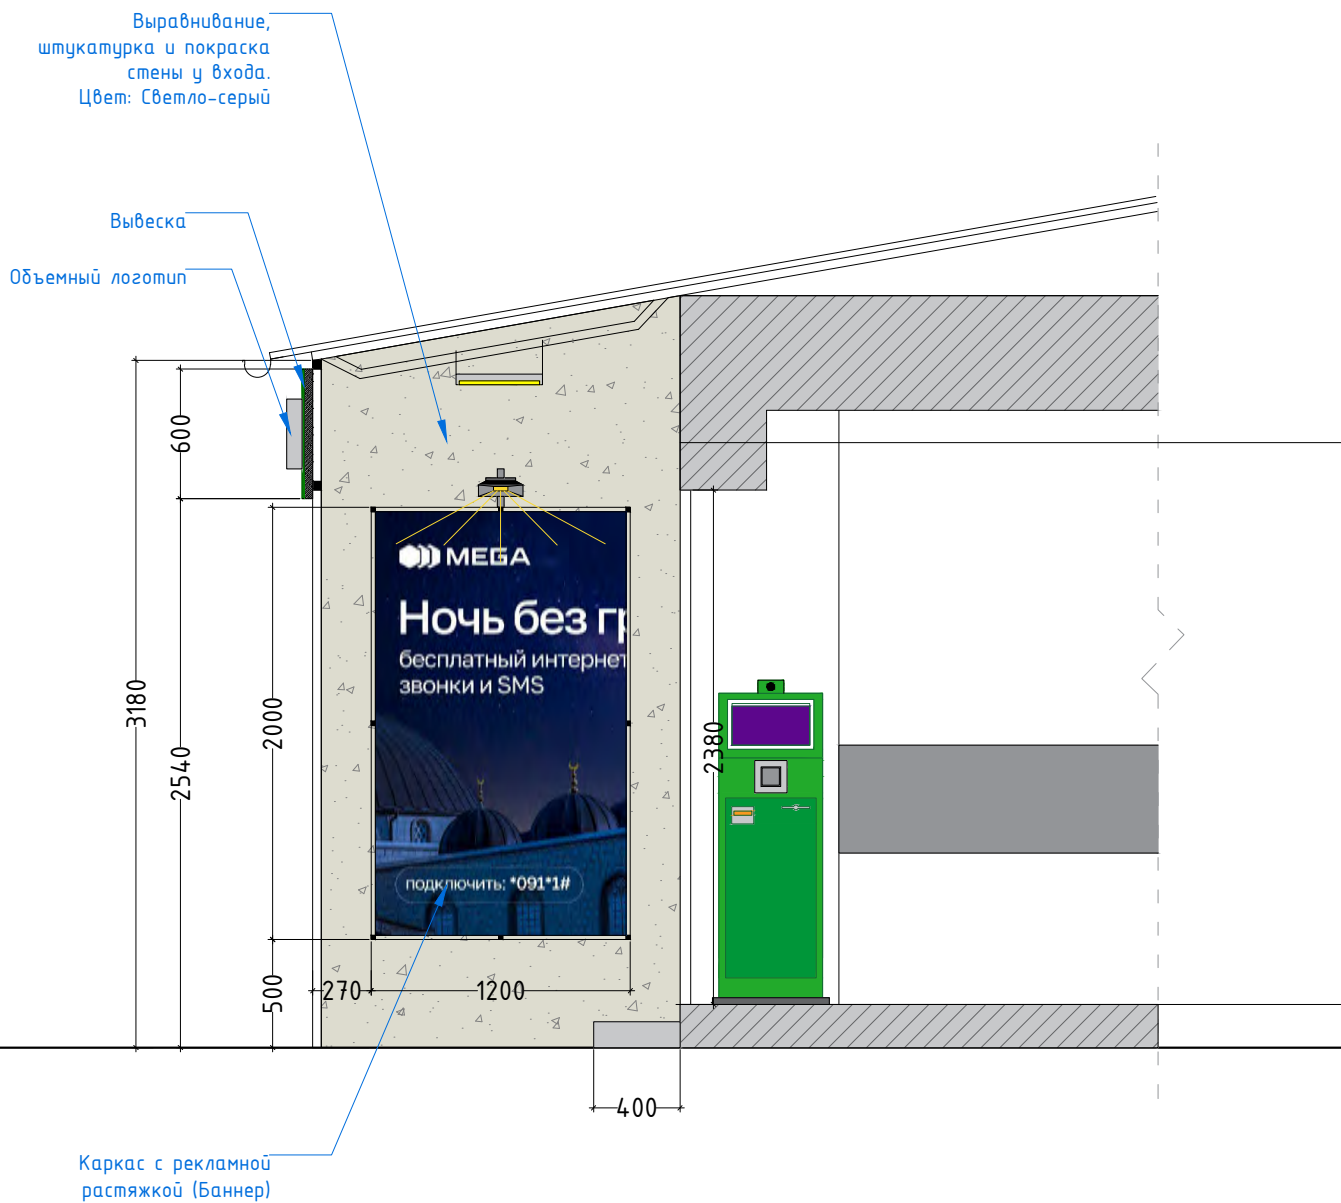 Выравнивание,
штукатурка и покраска
стены у входа.
Цвет: Светло-серый
Вывеска
Объемный логотип
600
3180
2540
2000
500
270
1200
400
2380
MEGA
Ночь без гр
бесплатный интернет
звонки и SMS
подключить: *091*1#
Каркас с рекламной
растяжкой (Баннер)